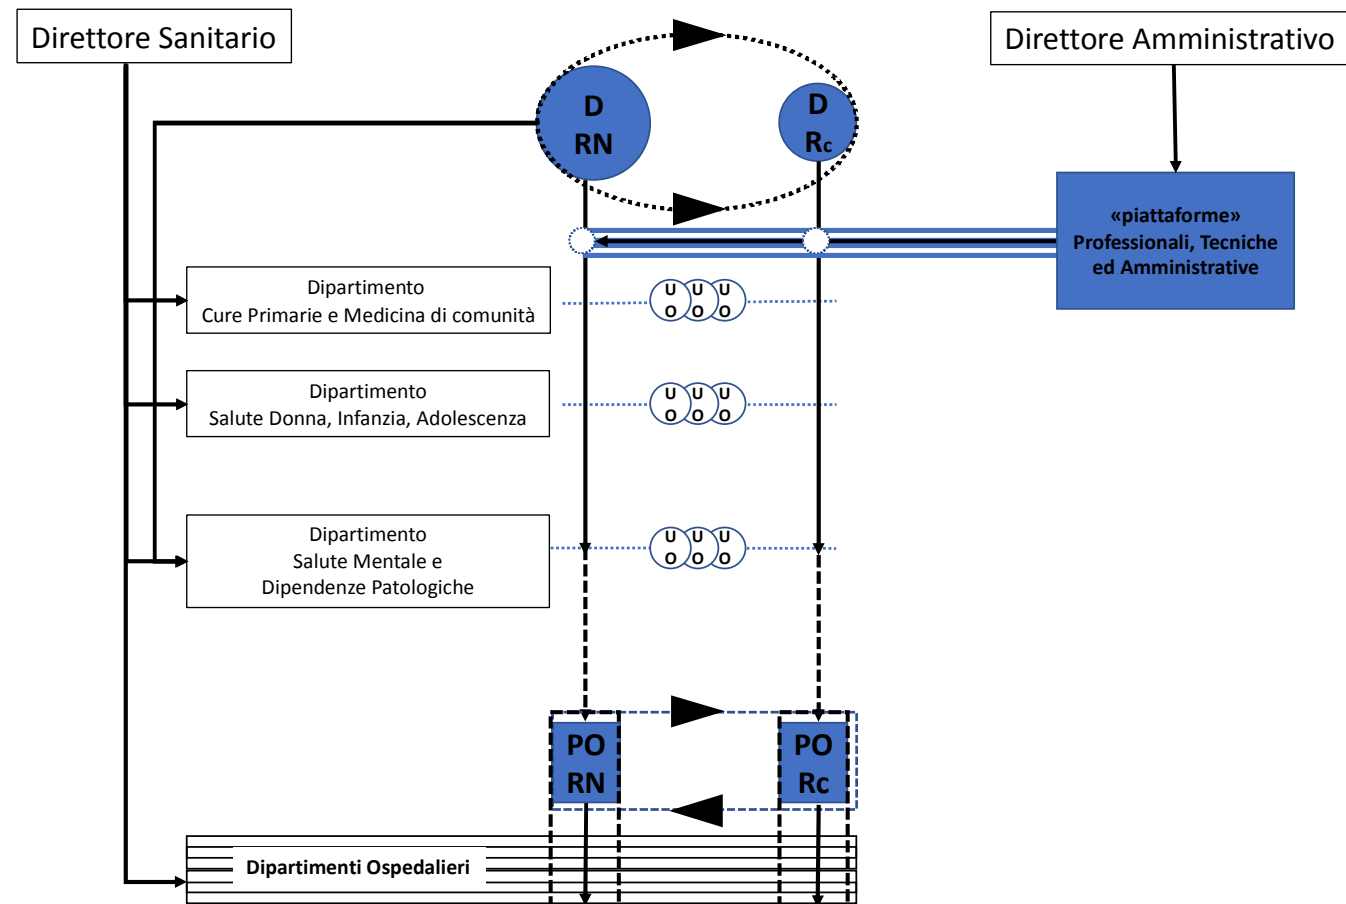 Direttore Sanitario
Direttore Amministrativo
D
RN
D
Rc
«piattaforme»
Professionali, Tecniche
ed Amministrative
Dipartimento
Cure Primarie e Medicina di comunità
U U U
O O O
Dipartimento
Salute Donna, Infanzia, Adolescenza
U U U
O O O
Dipartimento
Salute Mentale e
Dipendenze Patologiche
U U U
O O O
PO
RN
PO
Rc
Dipartimenti Ospedalieri